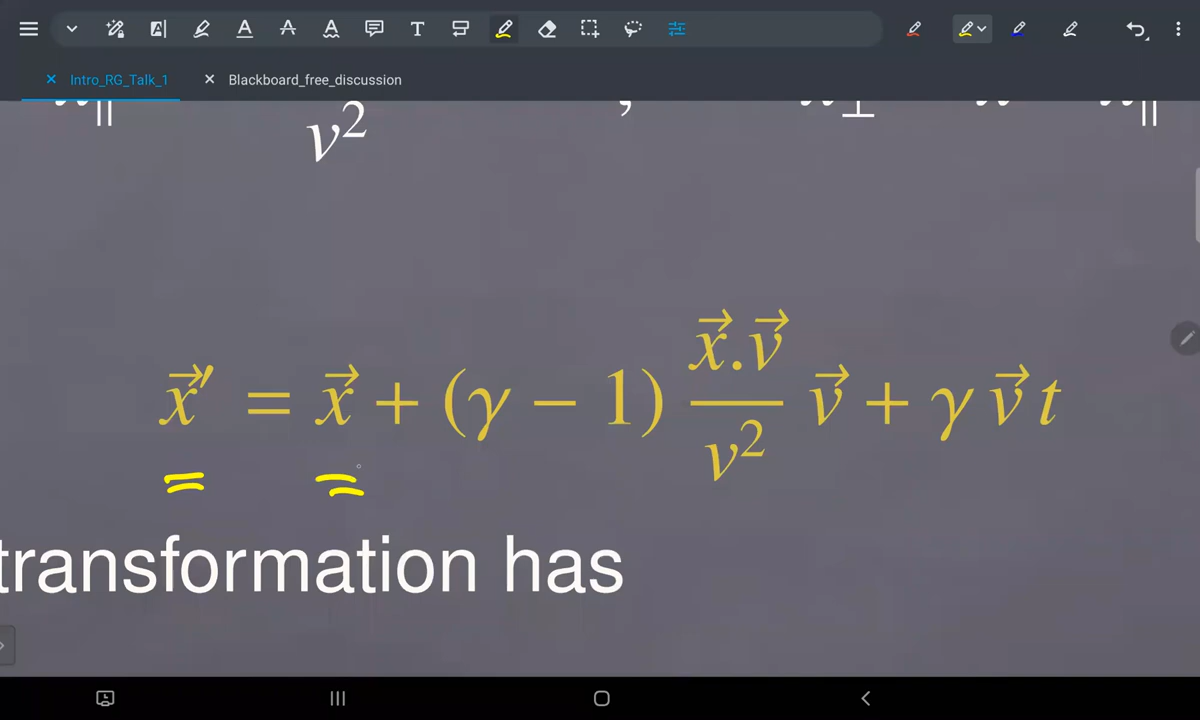 Intro_RG_Talk_1 Blackboard_free_discussion
v²
x⃗′ = x⃗ + (γ − 1) x⃗.v⃗ / v² v⃗ + γ v⃗ t
transformation has